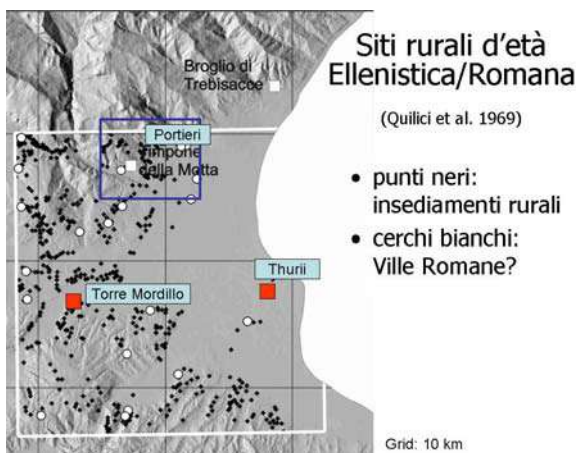 Siti rurali d'età
Ellenistica/Romana
(Quilici et al. 1969)
• punti neri:
insediamenti rurali
• cerchi bianchi:
Ville Romane?
Broglio di
Trebisacce
Portieri
della Motta
Thurii
Torre Mordillo
Grid: 10 km